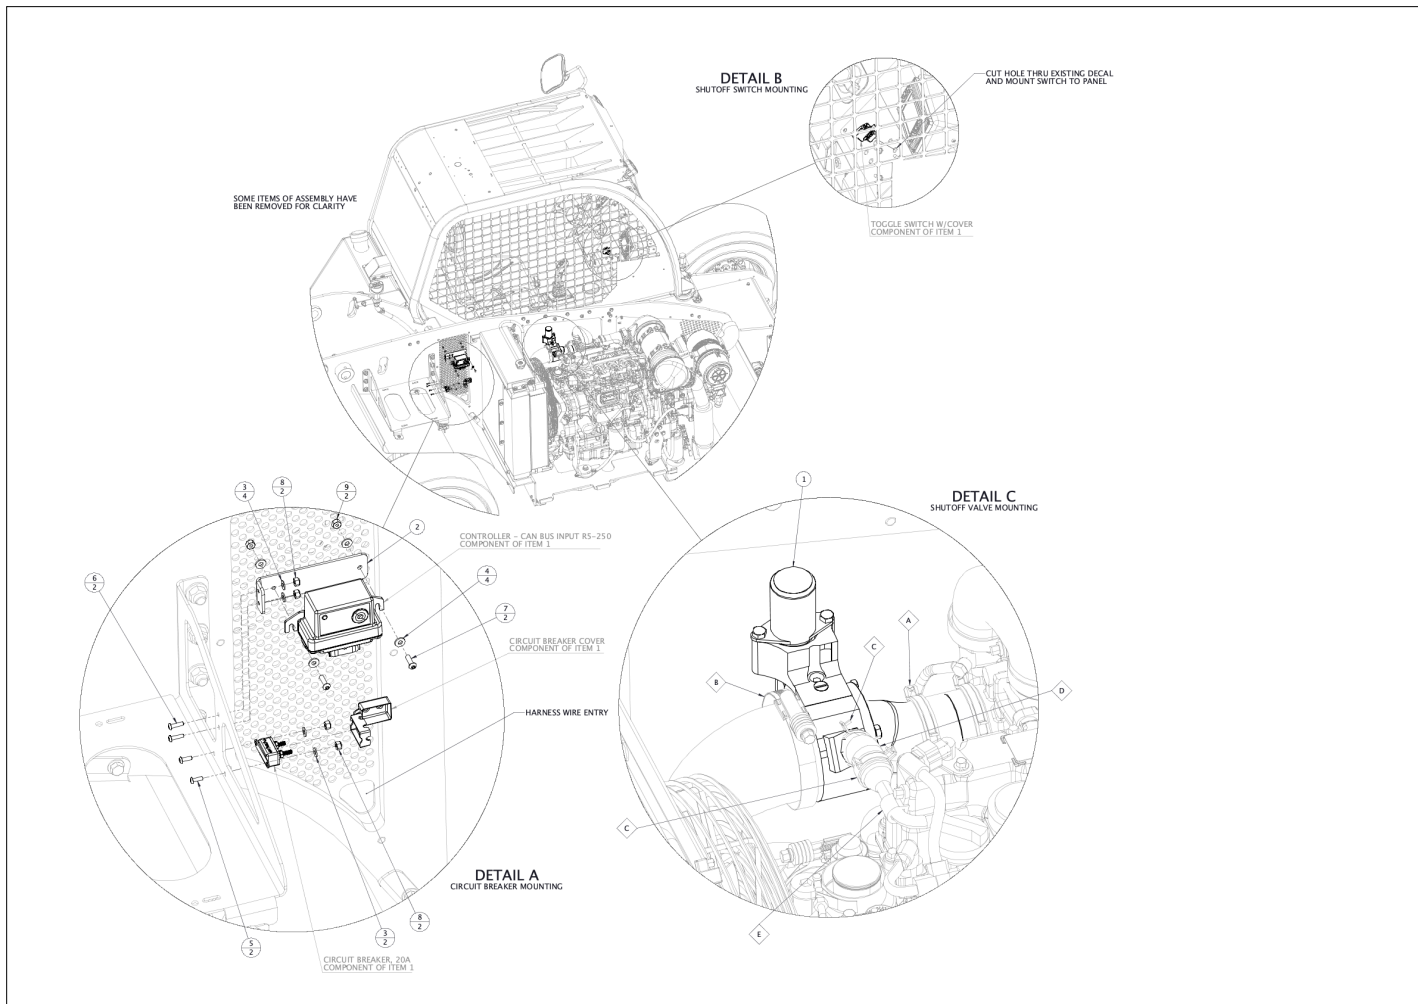 DETAIL B
SHUTOFF SWITCH MOUNTING
CUT HOLE THRU EXISTING DECAL
AND MOUNT SWITCH TO PANEL
SOME ITEMS OF ASSEMBLY HAVE
BEEN REMOVED FOR CLARITY
TOGGLE SWITCH W/COVER
COMPONENT OF ITEM 1
3
4
8
2
9
2
2
CONTROLLER - CAN BUS INPUT RS-250
COMPONENT OF ITEM 1
6
2
4
4
7
2
CIRCUIT BREAKER COVER
COMPONENT OF ITEM 1
HARNESS WIRE ENTRY
DETAIL A
CIRCUIT BREAKER MOUNTING
5
2
3
2
8
2
CIRCUIT BREAKER, 20A
COMPONENT OF ITEM 1
1
DETAIL C
SHUTOFF VALVE MOUNTING
A
C
B
D
C
E